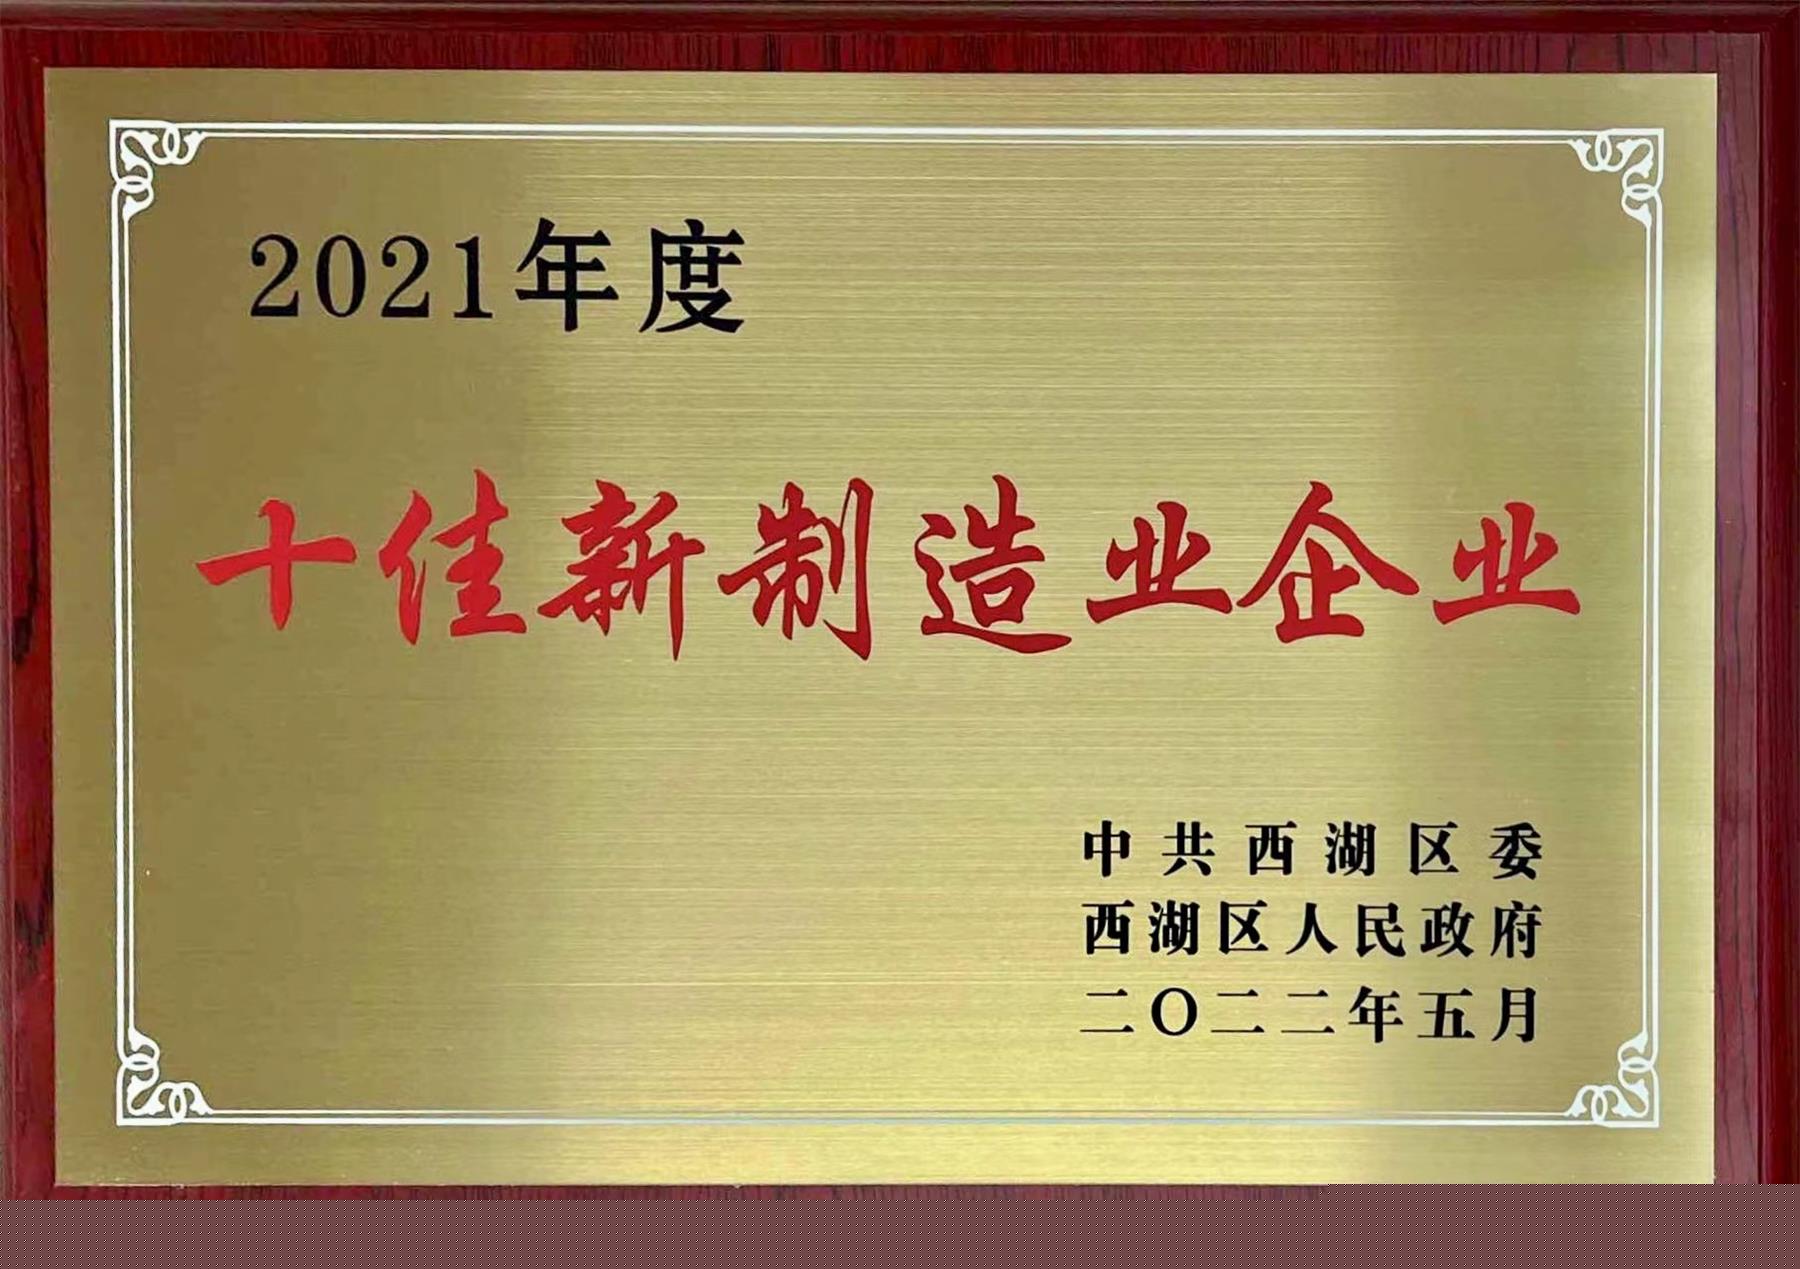 2021年度
十佳新制造业企业
中共西湖区委
西湖区人民政府
二〇二二年五月